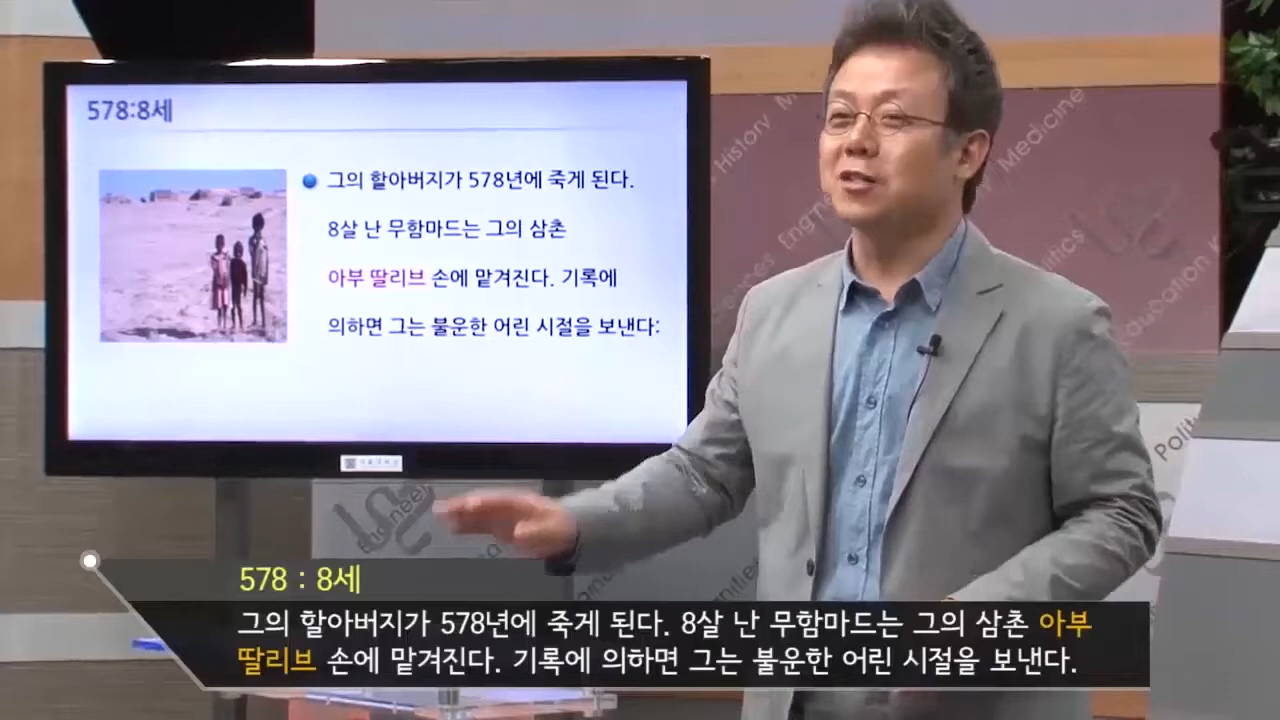 578:8세
그의 할아버지가 578년에 죽게 된다.
8살 난 무함마드는 그의 삼촌
아부 딸리브 손에 맡겨진다. 기록에
의하면 그는 불운한 어린 시절을 보낸다:
History
Medicine
Politi
578 : 8세
그의 할아버지가 578년에 죽게 된다. 8살 난 무함마드는 그의 삼촌 아부
딸리브 손에 맡겨진다. 기록에 의하면 그는 불운한 어린 시절을 보낸다.